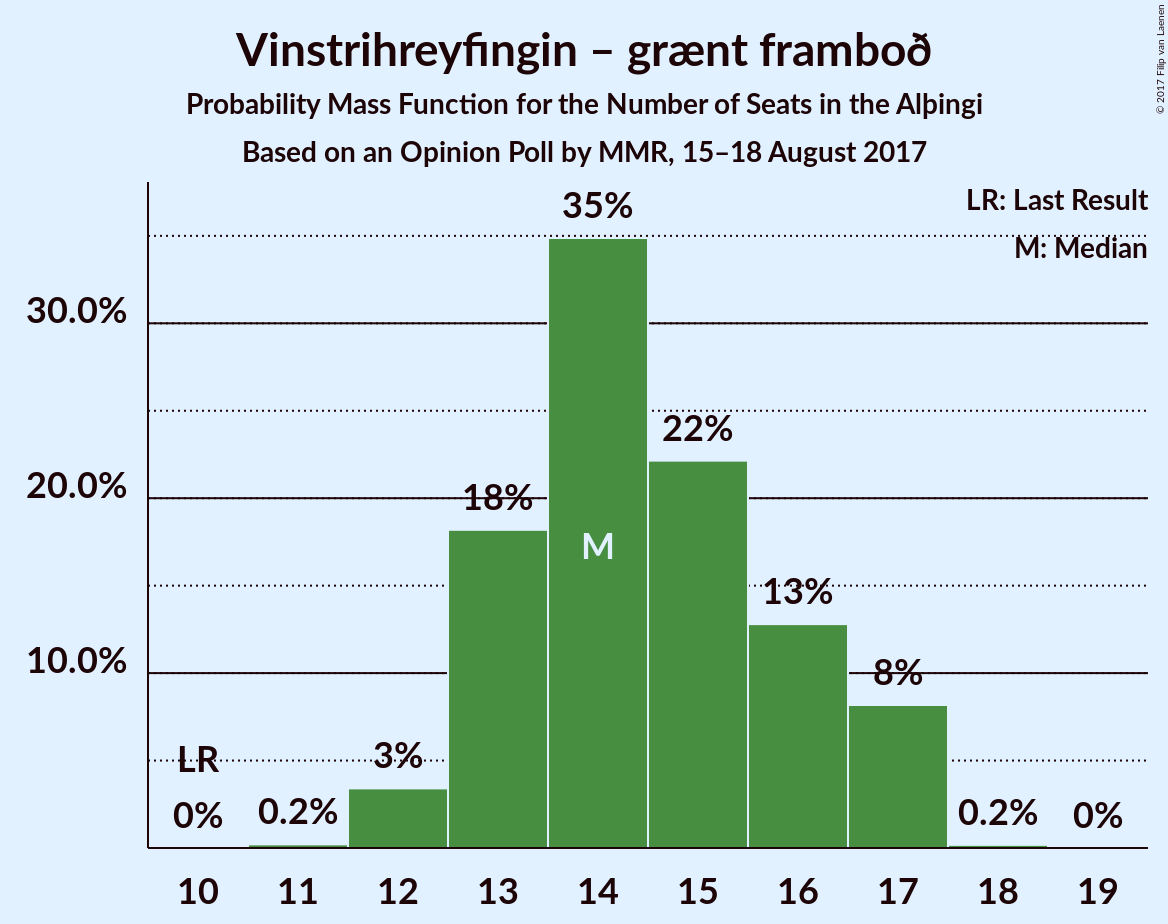 Vinstrihreyfingin – grænt framboð
Probability Mass Function for the Number of Seats in the Alþingi
Based on an Opinion Poll by MMR, 15–18 August 2017
© 2017 Filip van Laenen
LR: Last Result
M: Median
35%
30.0%
22%
20.0%
18%
M
13%
10.0%
8%
LR
3%
0%
0.2%
0.2%
0%
10 11 12 13 14 15 16 17 18 19